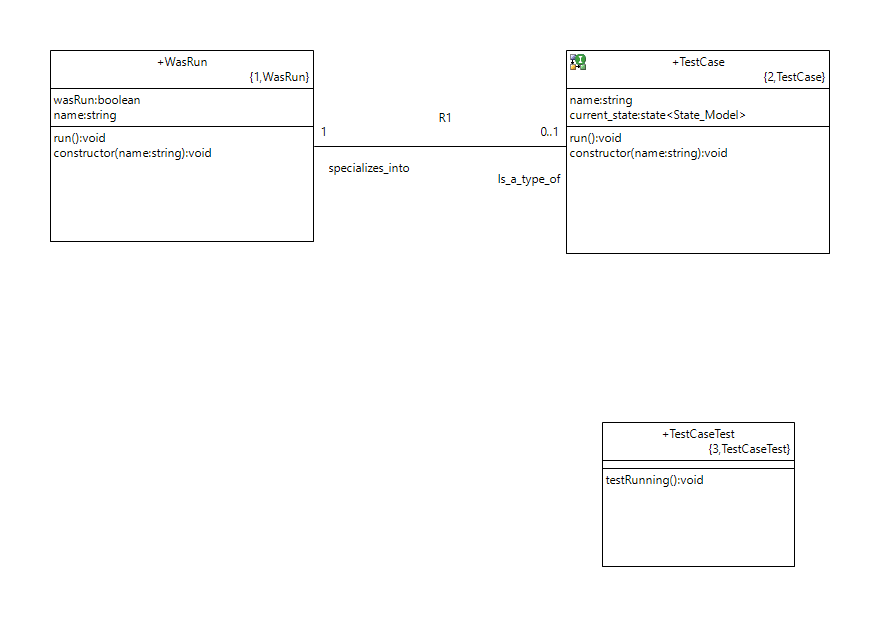 +WasRun
{1,WasRun}
wasRun:boolean
name:string
run():void
constructor(name:string):void
R1
1
0..1
specializes_into
Is_a_type_of
+TestCase
{2,TestCase}
name:string
current_state:state<State_Model>
run():void
constructor(name:string):void
+TestCaseTest
{3,TestCaseTest}
testRunning():void